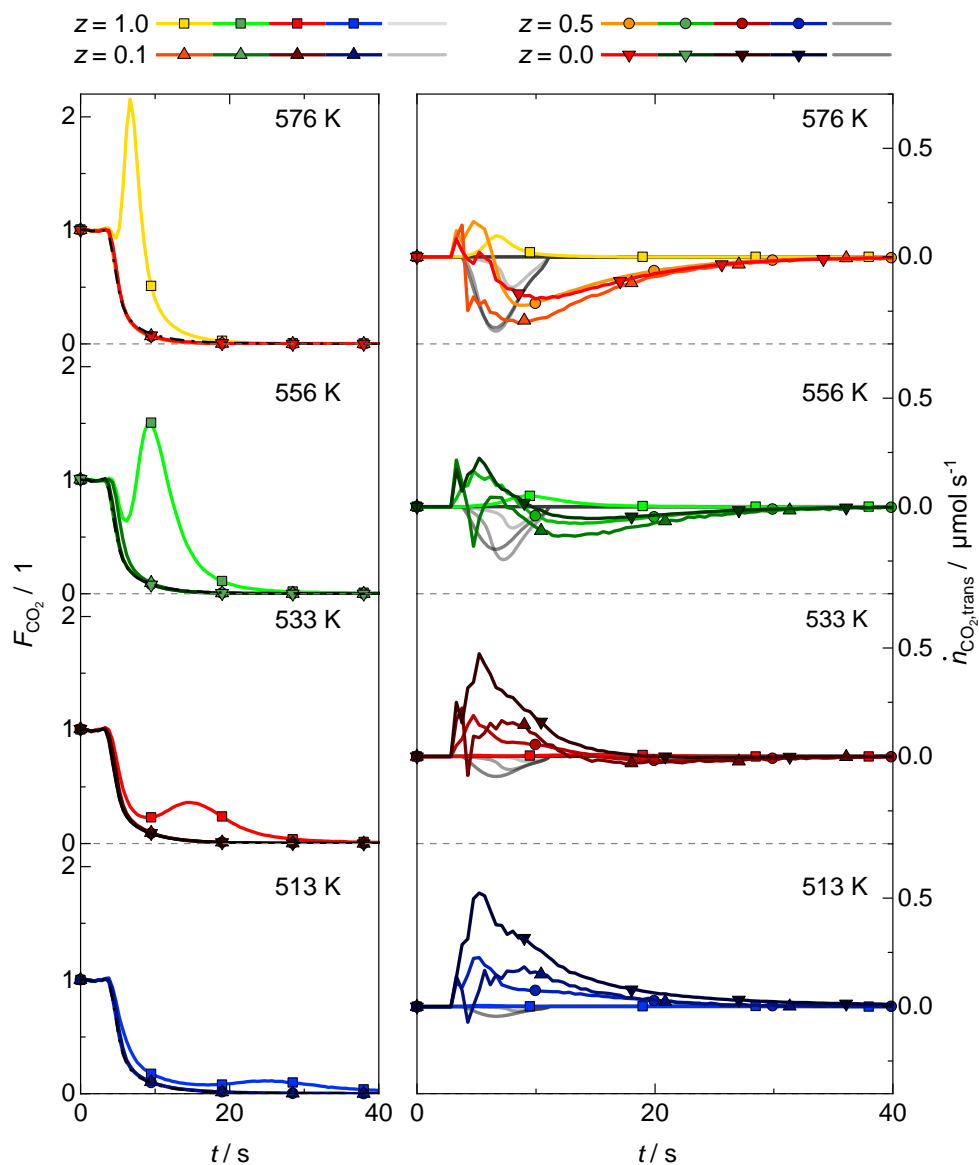 z = 1.0 z = 0.5
z = 0.1 z = 0.0
2 576 K 576 K 0.5
1 0.0
0
2 556 K 556 K 0.5
1 0.0
0
2 533 K 533 K 0.5
1 0.0
0
2 513 K 513 K 0.5
1 0.0
0
F_CO₂ / 1
ṅ_CO₂,trans / µmol s⁻¹
0 20 40 0 20 40
t / s t / s